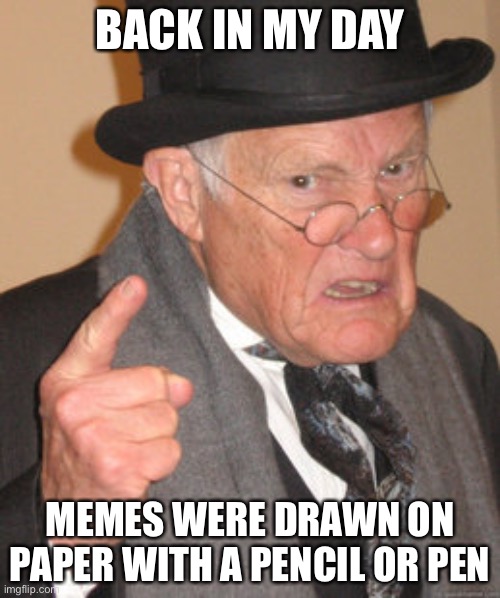 BACK IN MY DAY
MEMES WERE DRAWN ON
PAPER WITH A PENCIL OR PEN
imgflip.com